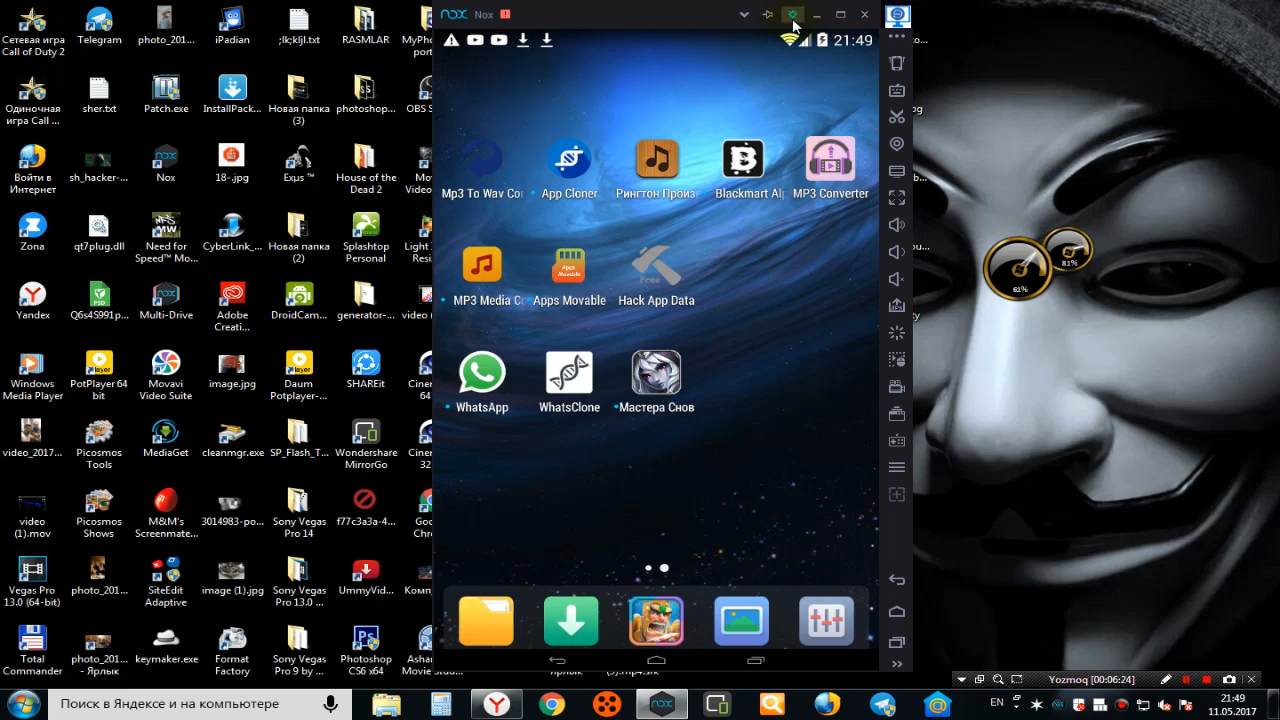 Сетевая игра
Call of Duty 2
Telegram
photo_201...
iPadian
;lk;kljl.txt
RASMLAR
Одиночная
игра Call ...
sher.txt
Patch.exe
InstallPack...
Новая папка
(3)
photoshop...
OBS S
Войти в
Интернет
sh_hacker-...
Nox
18-.jpg
Exμs ™
House of the
Dead 2
Zona
qt7plug.dll
Need for
Speed™ Mo...
CyberLink_...
Новая папка
(2)
Splashtop
Personal
Yandex
Q6s4S991p...
Multi-Drive
Adobe
Creati...
DroidCam...
generator-...
video (
Windows
Media Player
PotPlayer 64
bit
Movavi
Video Suite
image.jpg
Daum
Potplayer-...
SHAREit
video_2017...
Picosmos
Tools
MediaGet
cleanmgr.exe
SP_Flash_T...
Wondershare
MirrorGo
video
(1).mov
Picosmos
Shows
M&M's
Screenmate...
3014983-po...
Sony Vegas
Pro 14
f77c3a3a-4...
Vegas Pro
13.0 (64-bit)
photo_201...
SiteEdit
Adaptive
image (1).jpg
Sony Vegas
Pro 13.0 ...
UmmyVid...
Total
Commander
photo_201...
- Ярлык
keymaker.exe
Format
Factory
Sony Vegas
Pro 9 by ...
Photoshop
CS6 x64
nox Nox
21:49
Mp3 To Wav Co
App Cloner
Рингтон Произ
Blackmart Al
MP3 Converter
MP3 Media C
Apps Movable
Hack App Data
Free
WhatsApp
WhatsClone
Мастера Снов
61%
81%
Yozmoq [00:06:24]
Поиск в Яндексе и на компьютере
EN
21:49
11.05.2017